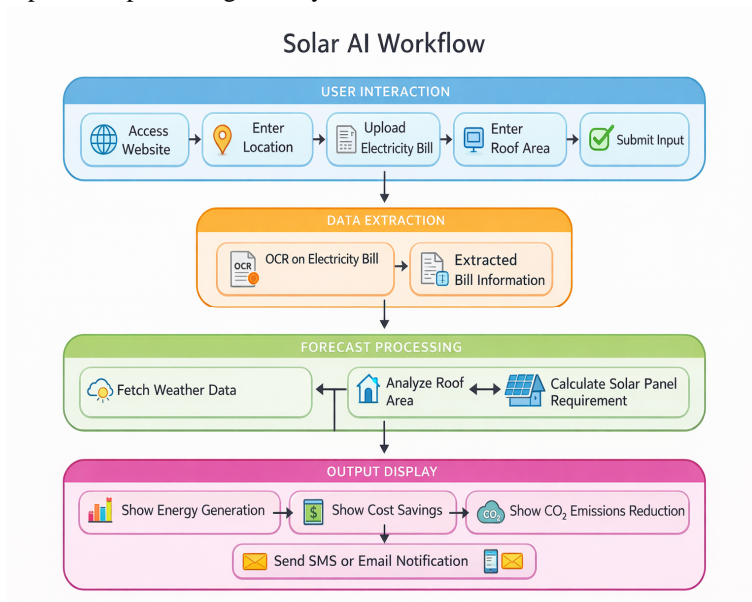 Solar AI Workflow
USER INTERACTION
Access
Website
Enter
Location
Upload
Electricity Bill
Enter
Roof Area
Submit Input
DATA EXTRACTION
OCR
OCR on Electricity Bill
Extracted
Bill Information
FORECAST PROCESSING
Fetch Weather Data
Analyze Roof
Area
Calculate Solar Panel
Requirement
OUTPUT DISPLAY
Show Energy Generation
$
Show Cost Savings
CO₂
Show CO₂ Emissions Reduction
Send SMS or Email Notification